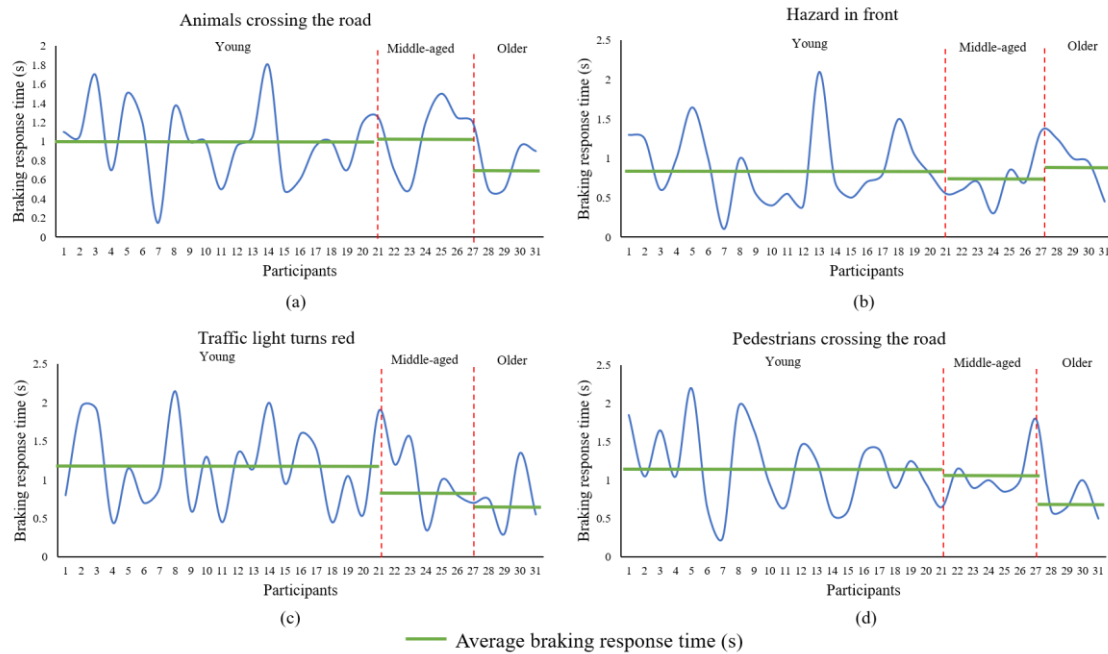 Animals crossing the road
Young Middle-aged Older
Braking response time (s)
2
1.8
1.6
1.4
1.2
1
0.8
0.6
0.4
0.2
0
1 2 3 4 5 6 7 8 9 10 11 12 13 14 15 16 17 18 19 20 21 22 23 24 25 26 27 28 29 30 31
Participants
(a)
Hazard in front
Young Middle-aged Older
Braking response time (s)
2.5
2
1.5
1
0.5
0
1 2 3 4 5 6 7 8 9 10 11 12 13 14 15 16 17 18 19 20 21 22 23 24 25 26 27 28 29 30 31
Participants
(b)
Traffic light turns red
Young Middle-aged Older
Braking response time (s)
2.5
2
1.5
1
0.5
0
1 2 3 4 5 6 7 8 9 10 11 12 13 14 15 16 17 18 19 20 21 22 23 24 25 26 27 28 29 30 31
Participants
(c)
Pedestrians crossing the road
Young Middle-aged Older
Braking response time (s)
2.5
2
1.5
1
0.5
0
1 2 3 4 5 6 7 8 9 10 11 12 13 14 15 16 17 18 19 20 21 22 23 24 25 26 27 28 29 30 31
Participants
(d)
Average braking response time (s)